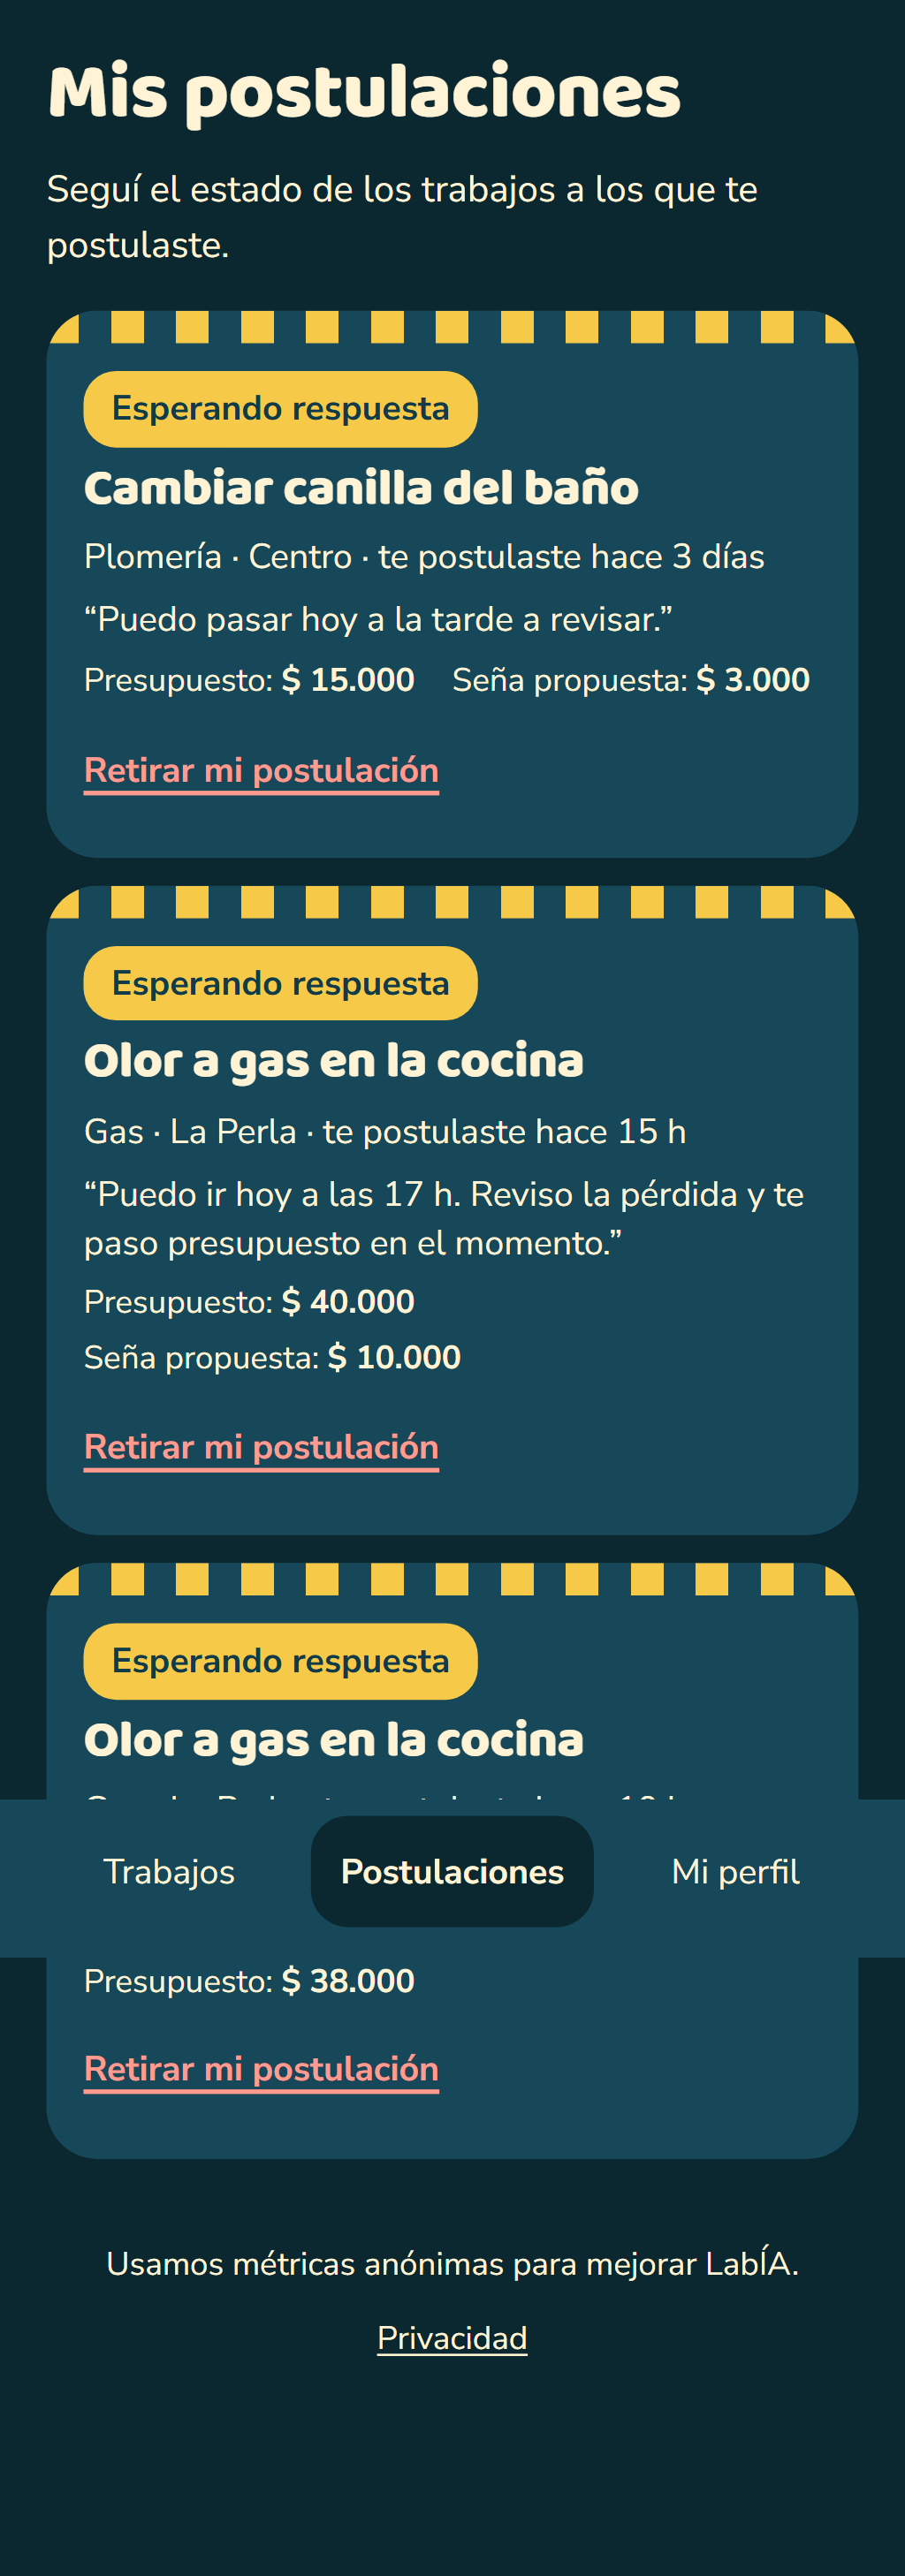 Mis postulaciones
Seguí el estado de los trabajos a los que te
postulaste.
Esperando respuesta
Cambiar canilla del baño
Plomería · Centro · te postulaste hace 3 días
“Puedo pasar hoy a la tarde a revisar.”
Presupuesto: $ 15.000 Seña propuesta: $ 3.000
Retirar mi postulación
Esperando respuesta
Olor a gas en la cocina
Gas · La Perla · te postulaste hace 15 h
“Puedo ir hoy a las 17 h. Reviso la pérdida y te
paso presupuesto en el momento.”
Presupuesto: $ 40.000
Seña propuesta: $ 10.000
Retirar mi postulación
Esperando respuesta
Olor a gas en la cocina
Trabajos Postulaciones Mi perfil
Presupuesto: $ 38.000
Retirar mi postulación
Usamos métricas anónimas para mejorar LabÍA.
Privacidad